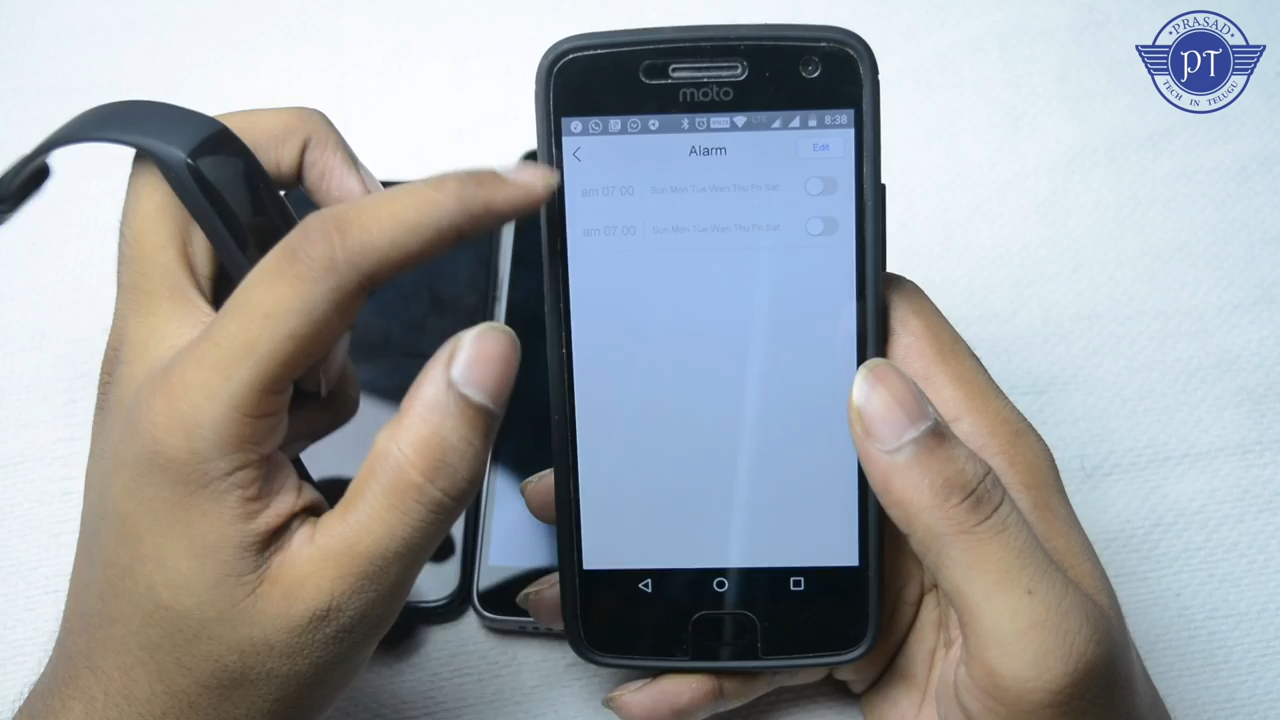 PRASAD
PT
TECH IN TELUGU
moto
8:38
Alarm
Edit
am 07:00 Sun Mon Tue Wen Thu Fri Sat
am 07:00 Sun Mon Tue Wen Thu Fri Sat